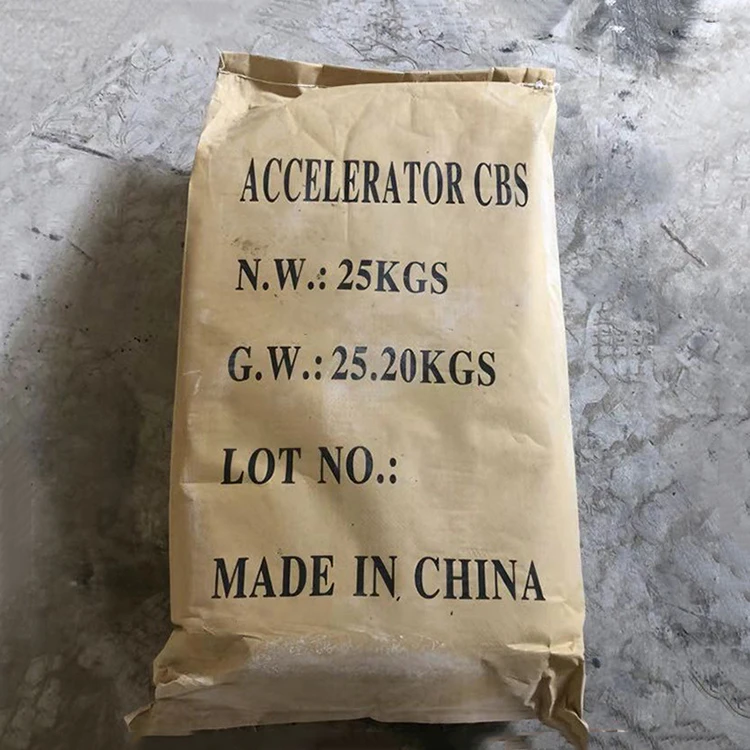 ACCELERATOR CBS
N.W.: 25KGS
G.W.: 25.20KGS
LOT NO.:
MADE IN CHINA